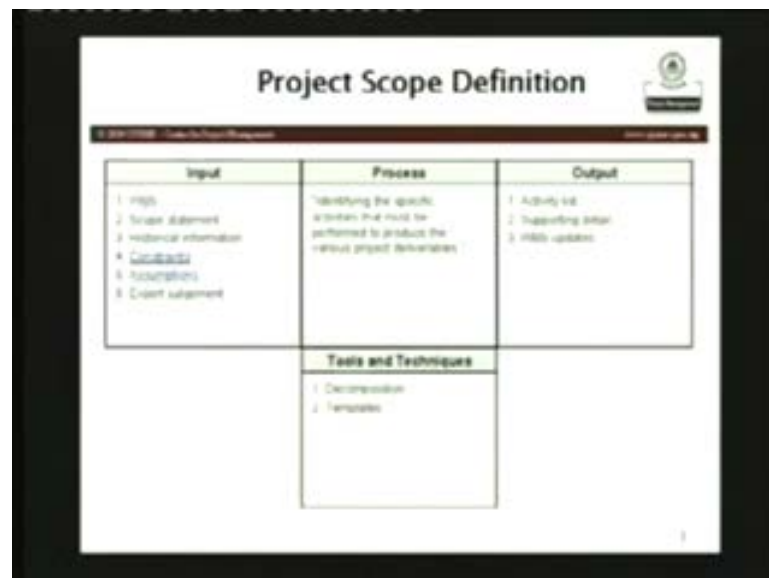 Project Scope Definition
Input
1 WBS
2 Scope statement
3 Historical information
4 Constraints
5 Assumptions
6 Expert judgement
Process
"Identifying the specific
activities that must be
performed to produce the
various project deliverables."
Output
1 Activity list
2 Supporting detail
3 WBS updates
Tools and Techniques
1 Decomposition
2 Templates